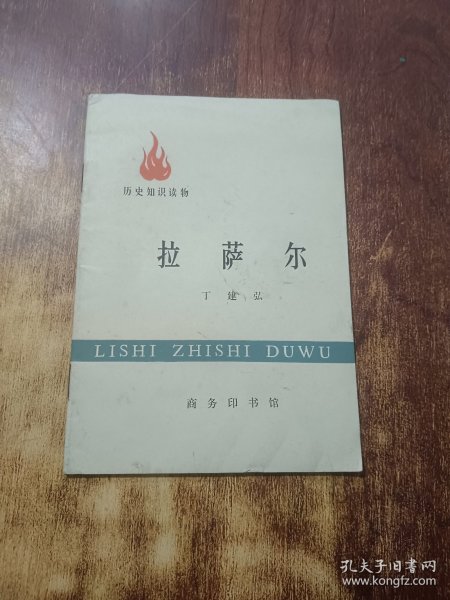 历史知识读物
拉萨尔
丁建弘
LISHI ZHISHI DUWU
商务印书馆
孔夫子旧书网
www.kongfz.com